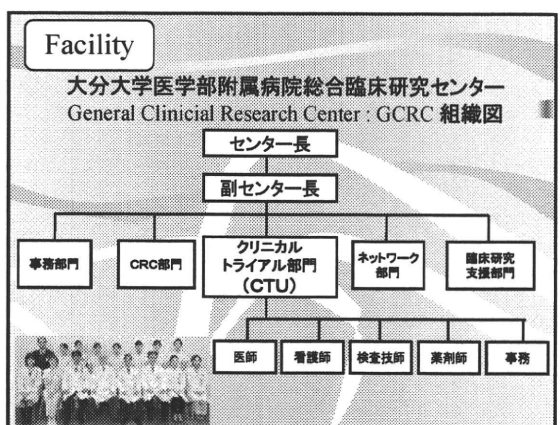 Facility
大分大学医学部附属病院総合臨床研究センター
General Clinicial Research Center : GCRC 組織図
センター長
副センター長
事務部門
CRC部門
クリニカル
トライアル部門
(CTU)
ネットワーク
部門
臨床研究
支援部門
医師
看護師
検査技師
薬剤師
事務